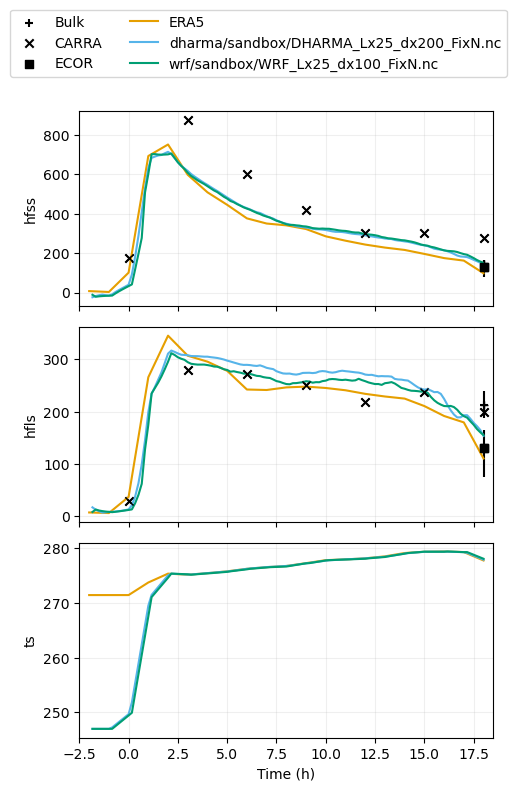 Bulk
CARRA
ECOR
ERA5
dharma/sandbox/DHARMA_Lx25_dx200_FixN.nc
wrf/sandbox/WRF_Lx25_dx100_FixN.nc
800
600
400
200
0
hfss
300
200
100
0
hfls
280
270
260
250
ts
−2.5 0.0 2.5 5.0 7.5 10.0 12.5 15.0 17.5
Time (h)